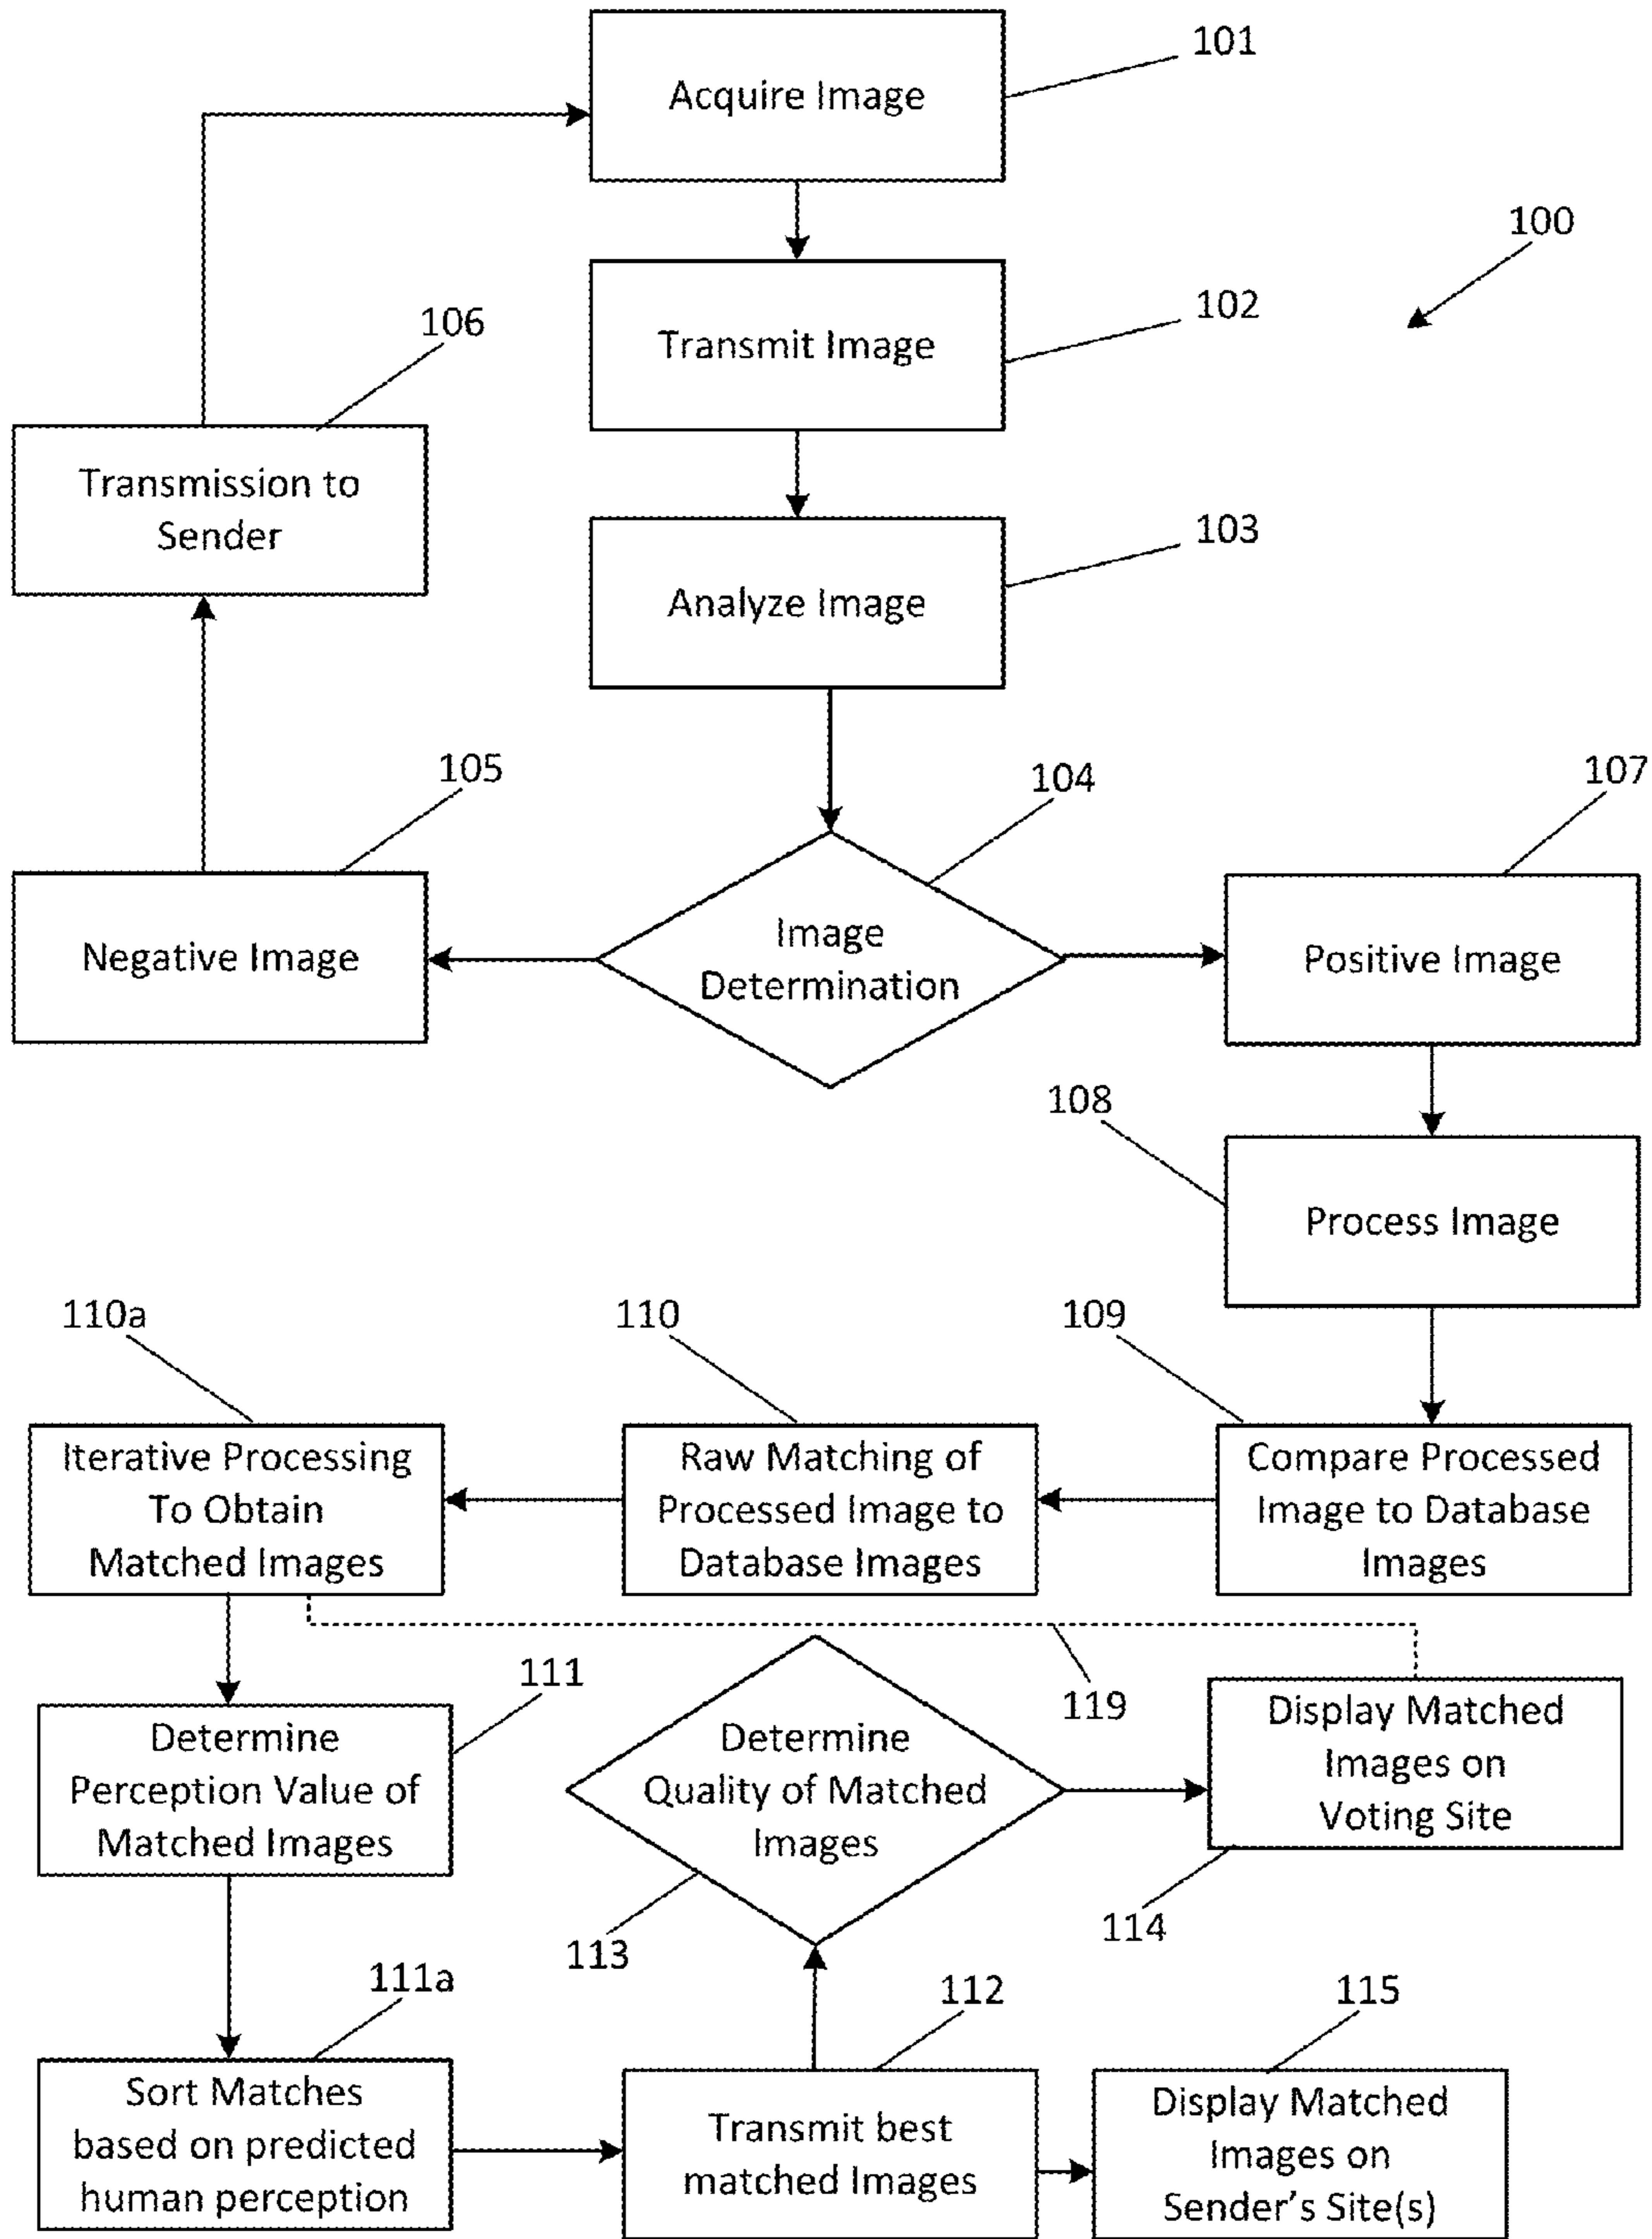 101
Acquire Image
100
102
Transmit Image
106
Transmission to
Sender
103
Analyze Image
105
104
107
Negative Image
Image
Determination
Positive Image
108
Process Image
110a
110
109
Iterative Processing
To Obtain
Matched Images
Raw Matching of
Processed Image to
Database Images
Compare Processed
Image to Database
Images
111
119
Determine
Perception Value of
Matched Images
Determine
Quality of Matched
Images
Display Matched
Images on
Voting Site
113
114
111a
112
115
Sort Matches
based on predicted
human perception
Transmit best
matched Images
Display Matched
Images on
Sender's Site(s)